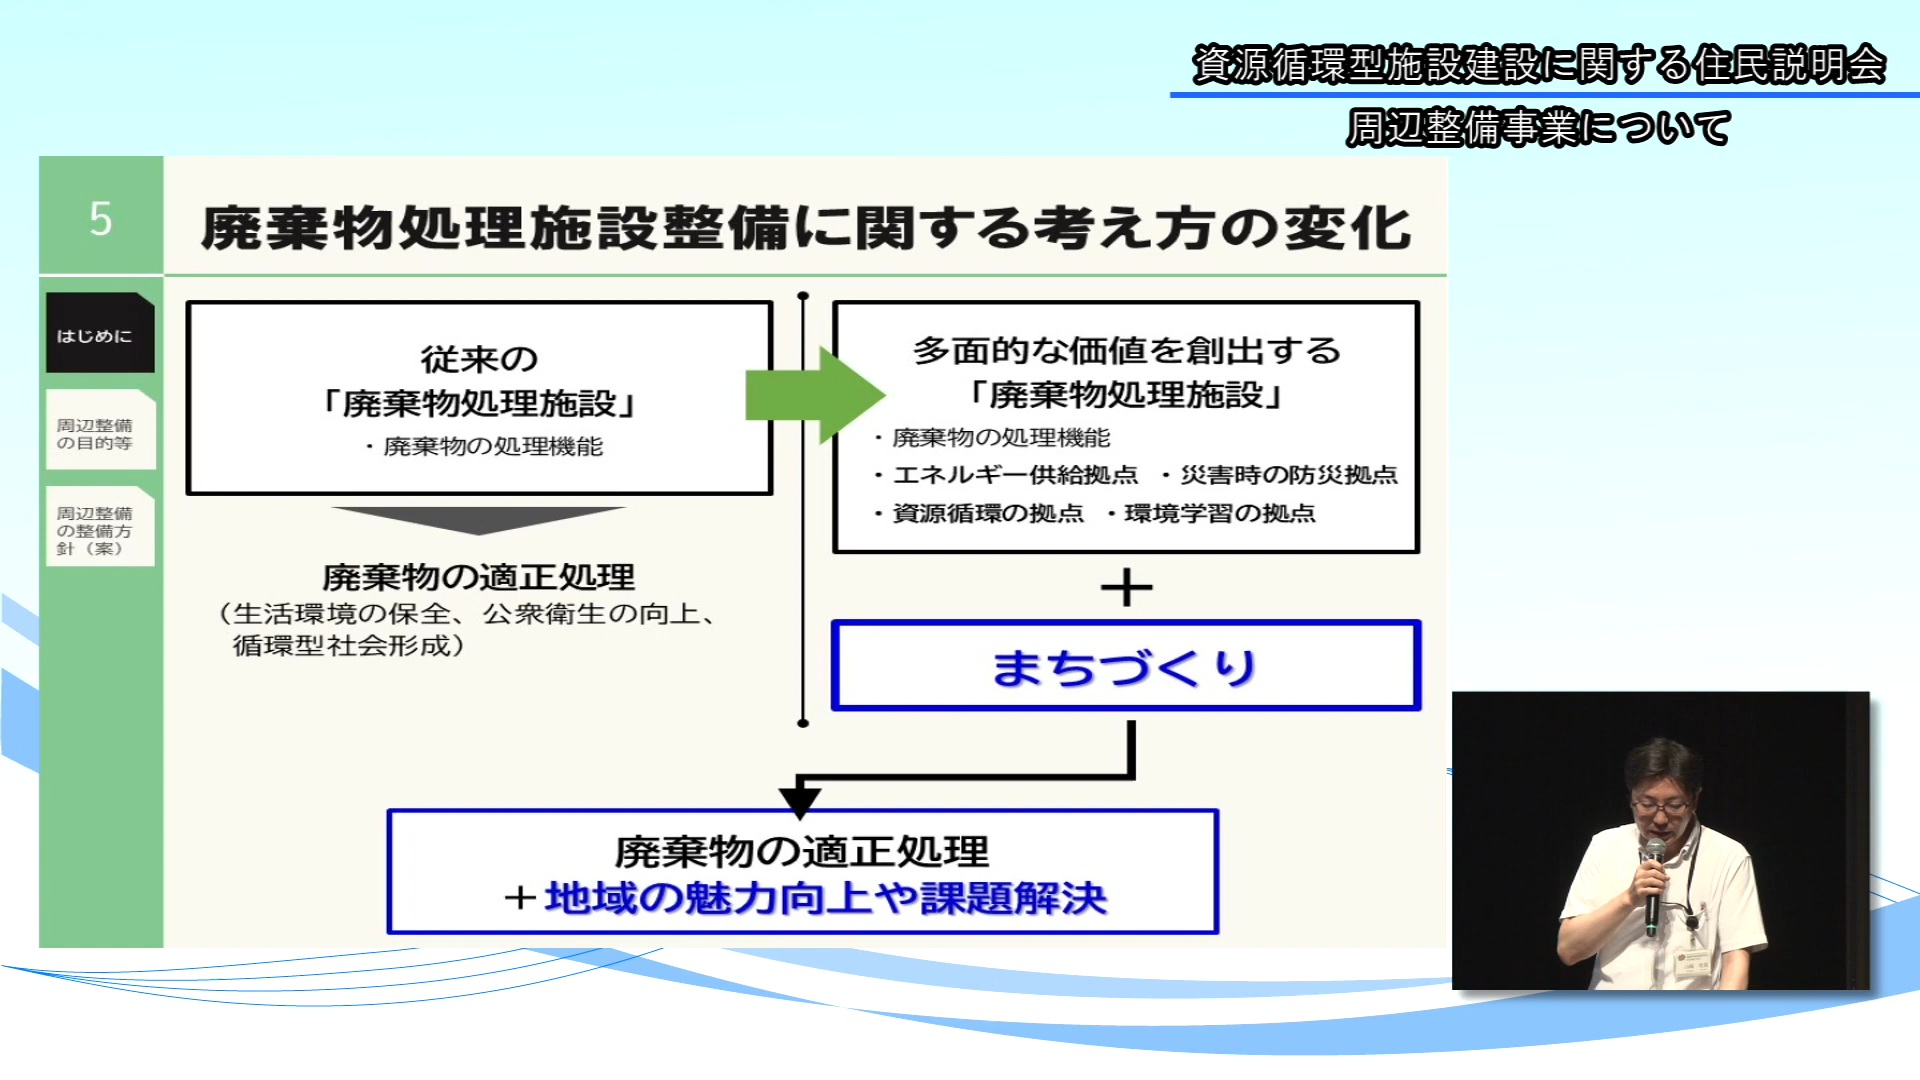 資源循環型施設建設に関する住民説明会
周辺整備事業について
5
廃棄物処理施設整備に関する考え方の変化
はじめに
周辺整備
の目的等
周辺整備
の整備方
針（案）
従来の
「廃棄物処理施設」
・廃棄物の処理機能
廃棄物の適正処理
（生活環境の保全、公衆衛生の向上、
循環型社会形成）
多面的な価値を創出する
「廃棄物処理施設」
・廃棄物の処理機能
・エネルギー供給拠点 ・災害時の防災拠点
・資源循環の拠点 ・環境学習の拠点
＋
まちづくり
廃棄物の適正処理
＋地域の魅力向上や課題解決